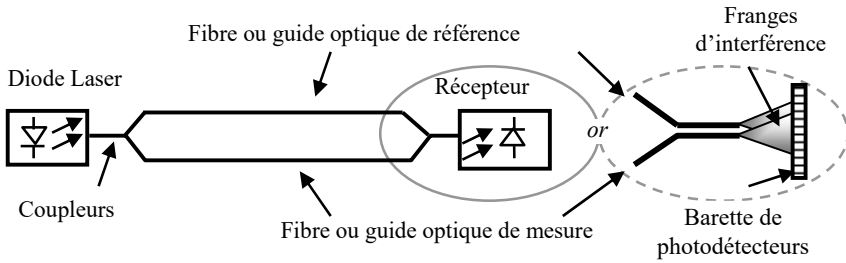 Franges
d'interférence
Fibre ou guide optique de référence
Diode Laser
Récepteur
or
Coupleurs
Fibre ou guide optique de mesure
Barette de
photodétecteurs